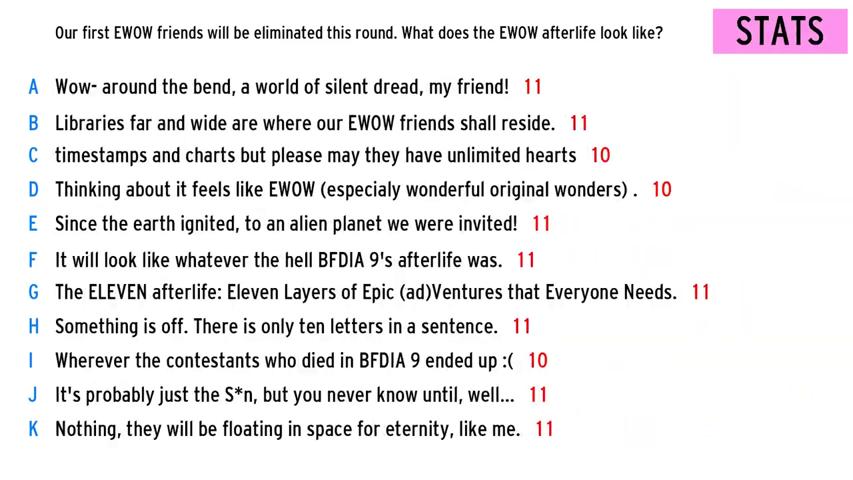 Our first EWOW friends will be eliminated this round. What does the EWOW afterlife look like?
STATS
A Wow- around the bend, a world of silent dread, my friend! 11
B Libraries far and wide are where our EWOW friends shall reside. 11
C timestamps and charts but please may they have unlimited hearts 10
D Thinking about it feels like EWOW (especialy wonderful original wonders) . 10
E Since the earth ignited, to an alien planet we were invited! 11
F It will look like whatever the hell BFDIA 9's afterlife was. 11
G The ELEVEN afterlife: Eleven Layers of Epic (ad)Ventures that Everyone Needs. 11
H Something is off. There is only ten letters in a sentence. 11
I Wherever the contestants who died in BFDIA 9 ended up :( 10
J It's probably just the S*n, but you never know until, well... 11
K Nothing, they will be floating in space for eternity, like me. 11